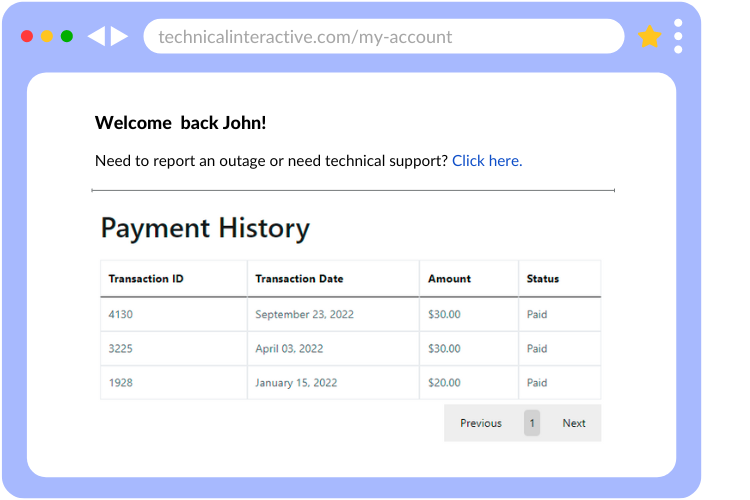 technicalinteractive.com/my-account
Welcome  back John!
Need to report an outage or need technical support? Click here.
Payment History
Transaction ID Transaction Date Amount Status
4130 September 23, 2022 $30.00 Paid
3225 April 03, 2022 $30.00 Paid
1928 January 15, 2022 $20.00 Paid
Previous 1 Next